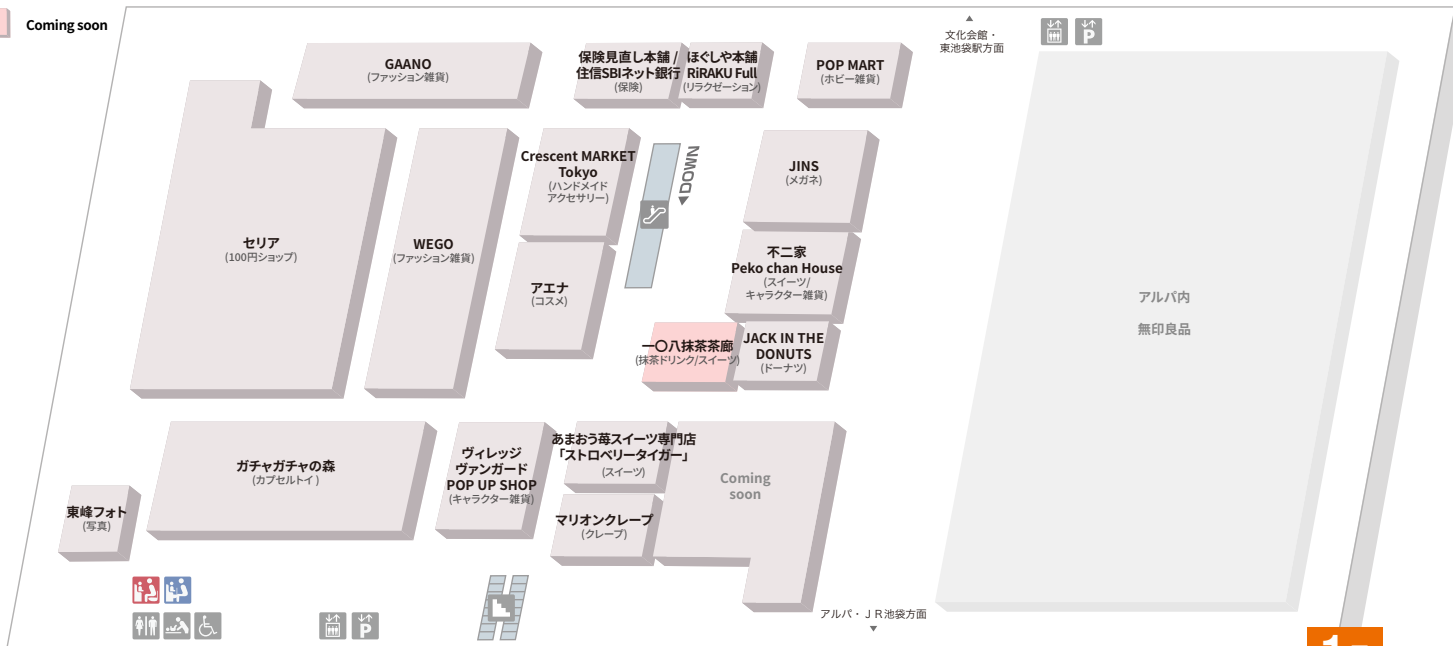 Coming soon
文化会館・
東池袋駅方面
P
GAANO
(ファッション雑貨)
保険見直し本舗 /
住信SBIネット銀行
(保険)
ほぐしや本舗
RiRAKU Full
(リラクゼーション)
POP MART
(ホビー雑貨)
Crescent MARKET
Tokyo
(ハンドメイド
アクセサリー)
DOWN
JINS
(メガネ)
セリア
(100円ショップ)
WEGO
(ファッション雑貨)
不二家
Peko chan House
(スイーツ/
キャラクター雑貨)
アエナ
(コスメ)
アルパ内
無印良品
一〇八抹茶茶廊
(抹茶ドリンク/スイーツ)
JACK IN THE
DONUTS
(ドーナツ)
ガチャガチャの森
(カプセルトイ)
ヴィレッジ
ヴァンガード
POP UP SHOP
(キャラクター雑貨)
あまおう苺スイーツ専門店
「ストロベリータイガー」
(スイーツ)
Coming
soon
東峰フォト
(写真)
マリオンクレープ
(クレープ)
P
アルパ・ＪＲ池袋方面